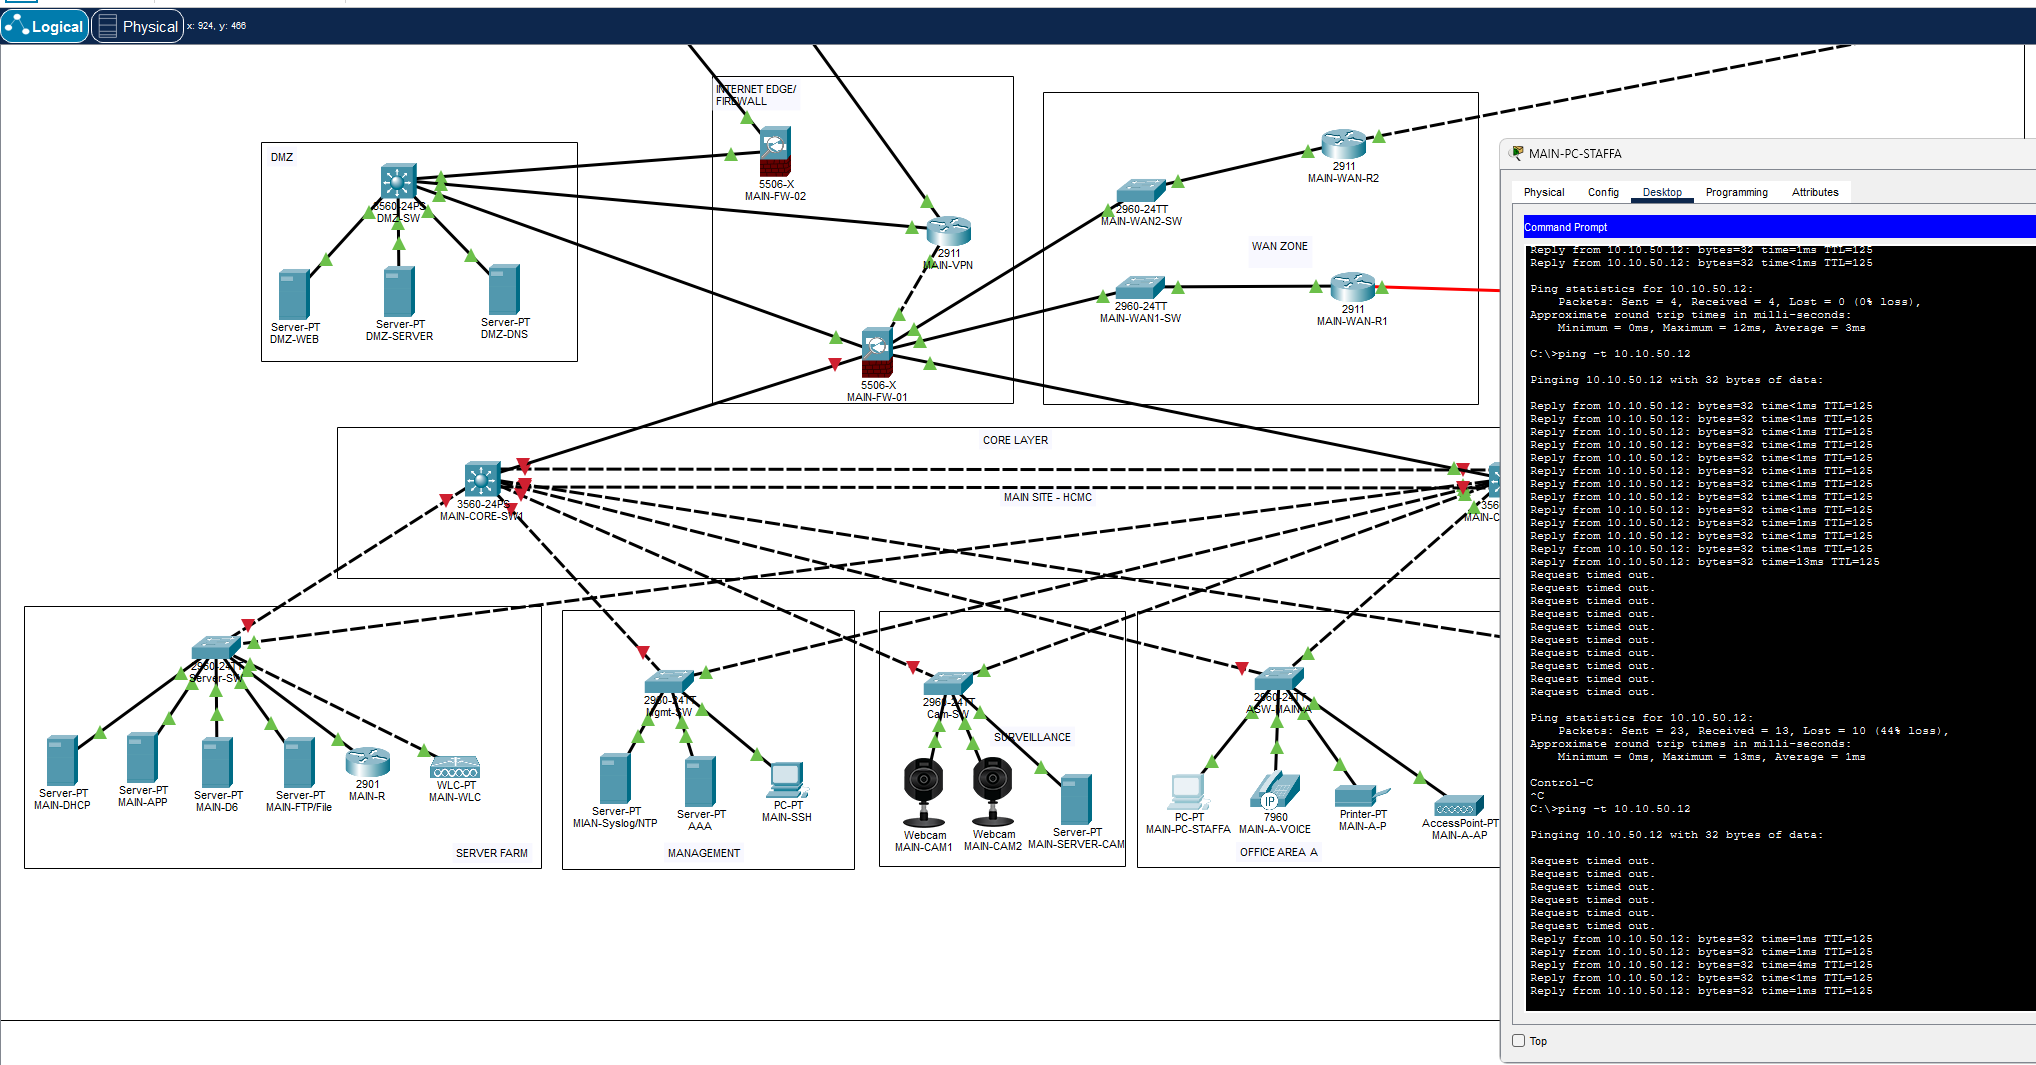 Logical
Physical
x: 924, y: 466
INTERNET EDGE/
FIREWALL
5506-X
MAIN-FW-02
DMZ
3560-24PS
DMZ-SW
Server-PT
DMZ-WEB
Server-PT
DMZ-SERVER
Server-PT
DMZ-DNS
2911
MAIN-VPN
5506-X
MAIN-FW-01
2911
MAIN-WAN-R2
2960-24TT
MAIN-WAN2-SW
WAN ZONE
2960-24TT
MAIN-WAN1-SW
2911
MAIN-WAN-R1
CORE LAYER
MAIN SITE - HCMC
3560-24PS
MAIN-CORE-SW1
356
MAIN-C
2960-24TT
Server-SW
Server-PT
MAIN-DHCP
Server-PT
MAIN-APP
Server-PT
MAIN-D6
Server-PT
MAIN-FTP/File
2901
MAIN-R
WLC-PT
MAIN-WLC
SERVER FARM
2960-24TT
Mgmt-SW
Server-PT
MIAN-Syslog/NTP
Server-PT
AAA
PC-PT
MAIN-SSH
MANAGEMENT
2960-24TT
Cam-SW
SURVEILLANCE
Webcam
MAIN-CAM1
Webcam
MAIN-CAM2
Server-PT
MAIN-SERVER-CAM
2960-24TT
ASW-MAIN-A
PC-PT
MAIN-PC-STAFFA
IP
7960
MAIN-A-VOICE
Printer-PT
MAIN-A-P
AccessPoint-PT
MAIN-A-AP
OFFICE AREA A
MAIN-PC-STAFFA
Physical Config Desktop Programming Attributes
Command Prompt
Reply from 10.10.50.12: bytes=32 time=1ms TTL=125
Reply from 10.10.50.12: bytes=32 time<1ms TTL=125
Ping statistics for 10.10.50.12:
Packets: Sent = 4, Received = 4, Lost = 0 (0% loss),
Approximate round trip times in milli-seconds:
Minimum = 0ms, Maximum = 12ms, Average = 3ms
C:\>ping -t 10.10.50.12
Pinging 10.10.50.12 with 32 bytes of data:
Reply from 10.10.50.12: bytes=32 time<1ms TTL=125
Reply from 10.10.50.12: bytes=32 time<1ms TTL=125
Reply from 10.10.50.12: bytes=32 time<1ms TTL=125
Reply from 10.10.50.12: bytes=32 time<1ms TTL=125
Reply from 10.10.50.12: bytes=32 time<1ms TTL=125
Reply from 10.10.50.12: bytes=32 time<1ms TTL=125
Reply from 10.10.50.12: bytes=32 time<1ms TTL=125
Reply from 10.10.50.12: bytes=32 time<1ms TTL=125
Reply from 10.10.50.12: bytes=32 time<1ms TTL=125
Reply from 10.10.50.12: bytes=32 time=1ms TTL=125
Reply from 10.10.50.12: bytes=32 time<1ms TTL=125
Reply from 10.10.50.12: bytes=32 time<1ms TTL=125
Reply from 10.10.50.12: bytes=32 time=13ms TTL=125
Request timed out.
Request timed out.
Request timed out.
Request timed out.
Request timed out.
Request timed out.
Request timed out.
Request timed out.
Request timed out.
Request timed out.
Ping statistics for 10.10.50.12:
Packets: Sent = 23, Received = 13, Lost = 10 (44% loss),
Approximate round trip times in milli-seconds:
Minimum = 0ms, Maximum = 13ms, Average = 1ms
Control-C
^C
C:\>ping -t 10.10.50.12
Pinging 10.10.50.12 with 32 bytes of data:
Request timed out.
Request timed out.
Request timed out.
Request timed out.
Request timed out.
Request timed out.
Reply from 10.10.50.12: bytes=32 time=1ms TTL=125
Reply from 10.10.50.12: bytes=32 time=1ms TTL=125
Reply from 10.10.50.12: bytes=32 time=4ms TTL=125
Reply from 10.10.50.12: bytes=32 time<1ms TTL=125
Reply from 10.10.50.12: bytes=32 time=1ms TTL=125
Top